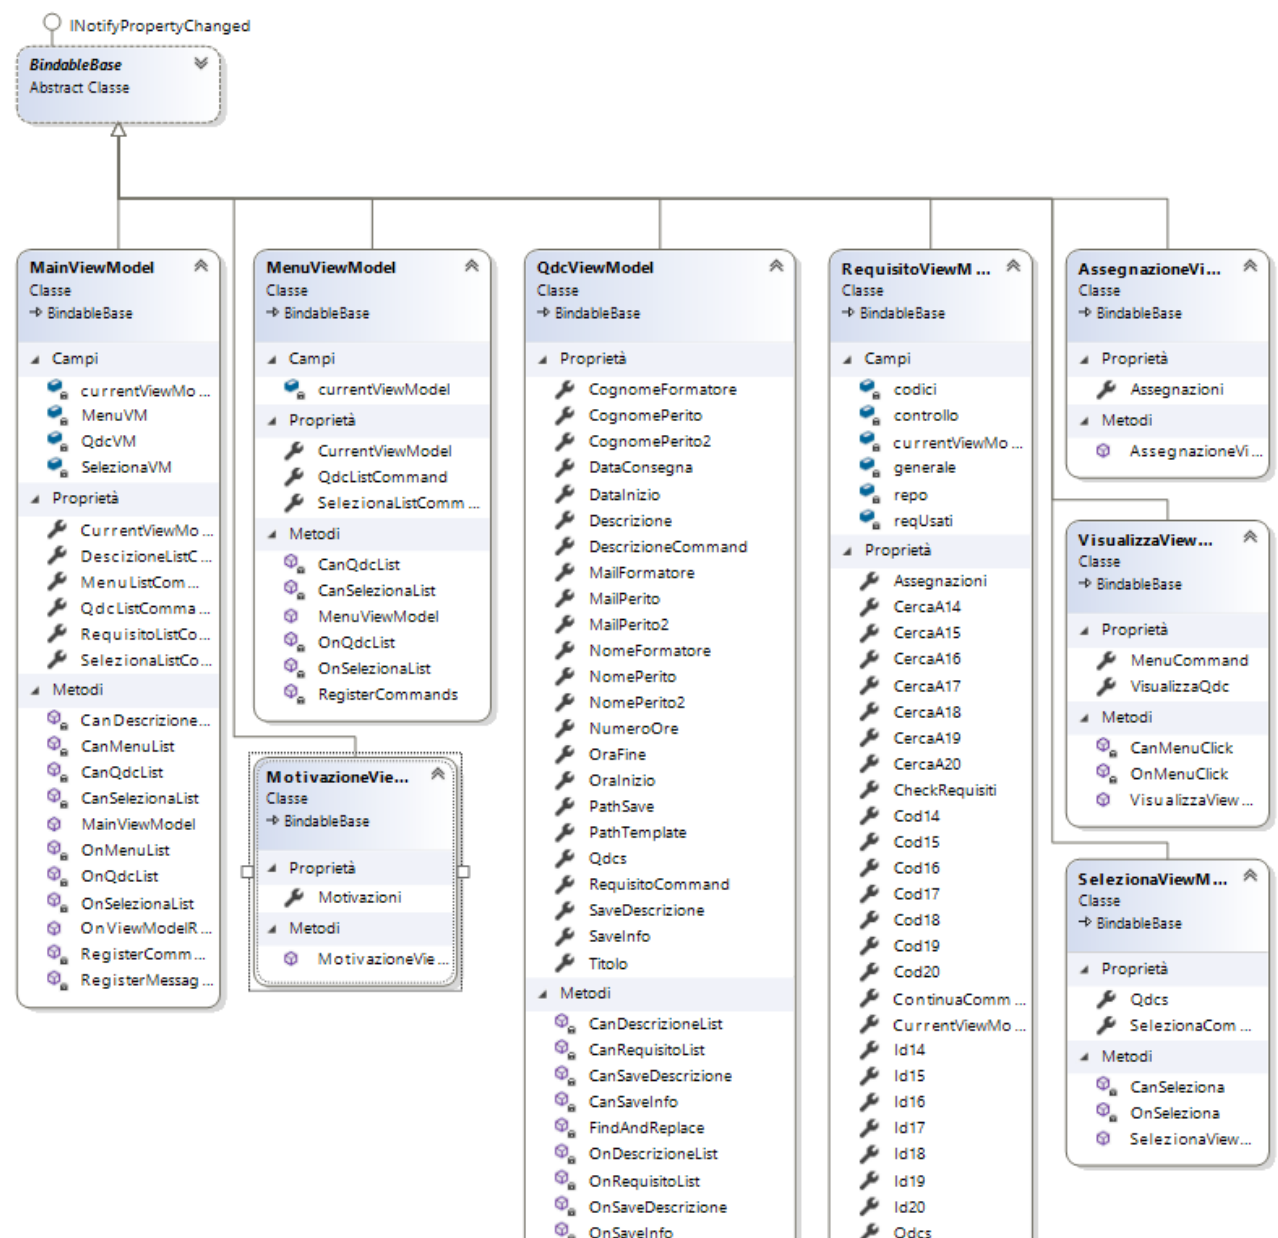 INotifyPropertyChanged
BindableBase
Abstract Classe
MainViewModel
Classe
BindableBase
Campi
currentViewMo...
MenuVM
QdcVM
SelezionaVM
Proprietà
CurrentViewMo...
DescizioneListC...
MenuListCom...
QdcListComma...
RequisitoListCo...
SelezionaListCo...
Metodi
CanDescrizione...
CanMenuList
CanQdcList
CanSelezionaList
MainViewModel
OnMenuList
OnQdcList
OnSelezionaList
OnViewModelR...
RegisterComm...
RegisterMessag...
MenuViewModel
Classe
BindableBase
Campi
currentViewModel
Proprietà
CurrentViewModel
QdcListCommand
SelezionaListComm...
Metodi
CanQdcList
CanSelezionaList
MenuViewModel
OnQdcList
OnSelezionaList
RegisterCommands
MotivazioneVie...
Classe
BindableBase
Proprietà
Motivazioni
Metodi
MotivazioneVie...
QdcViewModel
Classe
BindableBase
Proprietà
CognomeFormatore
CognomePerito
CognomePerito2
DataConsegna
DataInizio
Descrizione
DescrizioneCommand
MailFormatore
MailPerito
MailPerito2
NomeFormatore
NomePerito
NomePerito2
NumeroOre
OraFine
OraInizio
PathSave
PathTemplate
Qdcs
RequisitoCommand
SaveDescrizione
SaveInfo
Titolo
Metodi
CanDescrizioneList
CanRequisitoList
CanSaveDescrizione
CanSaveInfo
FindAndReplace
OnDescrizioneList
OnRequisitoList
OnSaveDescrizione
OnSaveInfo
RequisitoViewM...
Classe
BindableBase
Campi
codici
controllo
currentViewMo...
generale
repo
reqUsati
Proprietà
Assegnazioni
CercaA14
CercaA15
CercaA16
CercaA17
CercaA18
CercaA19
CercaA20
CheckRequisiti
Cod14
Cod15
Cod16
Cod17
Cod18
Cod19
Cod20
ContinuaComm...
CurrentViewMo...
Id14
Id15
Id16
Id17
Id18
Id19
Id20
Qdcs
AssegnazioneVi...
Classe
BindableBase
Proprietà
Assegnazioni
Metodi
AssegnazioneVi...
VisualizzaView...
Classe
BindableBase
Proprietà
MenuCommand
VisualizzaQdc
Metodi
CanMenuClick
OnMenuClick
VisualizzaView...
SelezionaViewM...
Classe
BindableBase
Proprietà
Qdcs
SelezionaCom...
Metodi
CanSeleziona
OnSeleziona
SelezionaView...